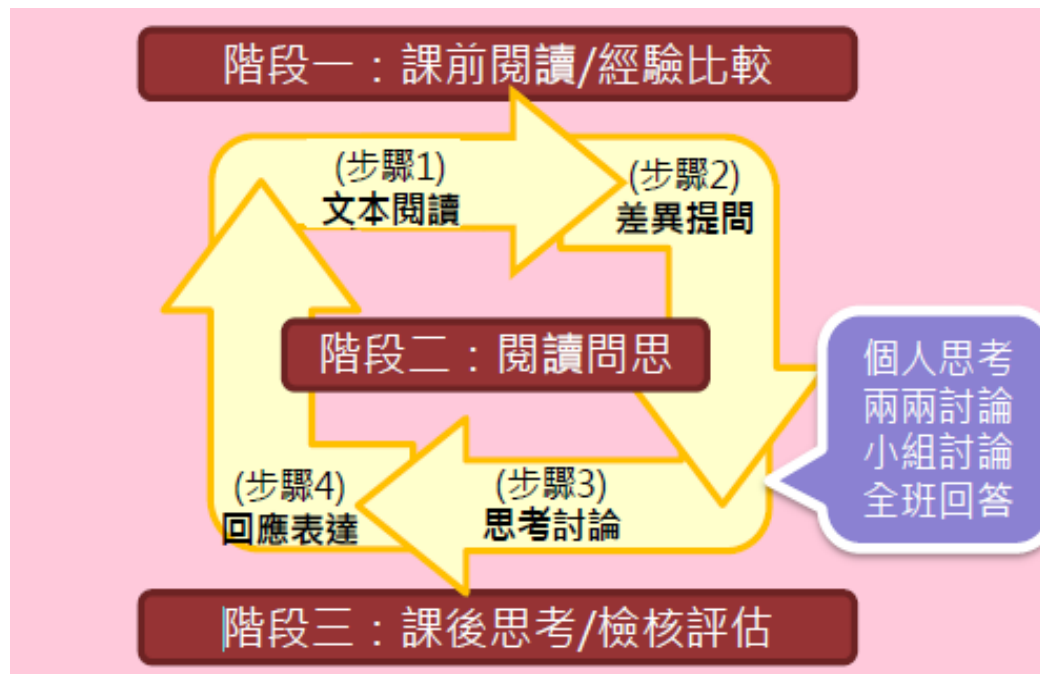 階段一：課前閱讀/經驗比較
(步驟1)
文本閱讀
(步驟2)
差異提問
階段二：閱讀問思
個人思考
兩兩討論
小組討論
全班回答
(步驟3)
思考討論
(步驟4)
回應表達
階段三：課後思考/檢核評估